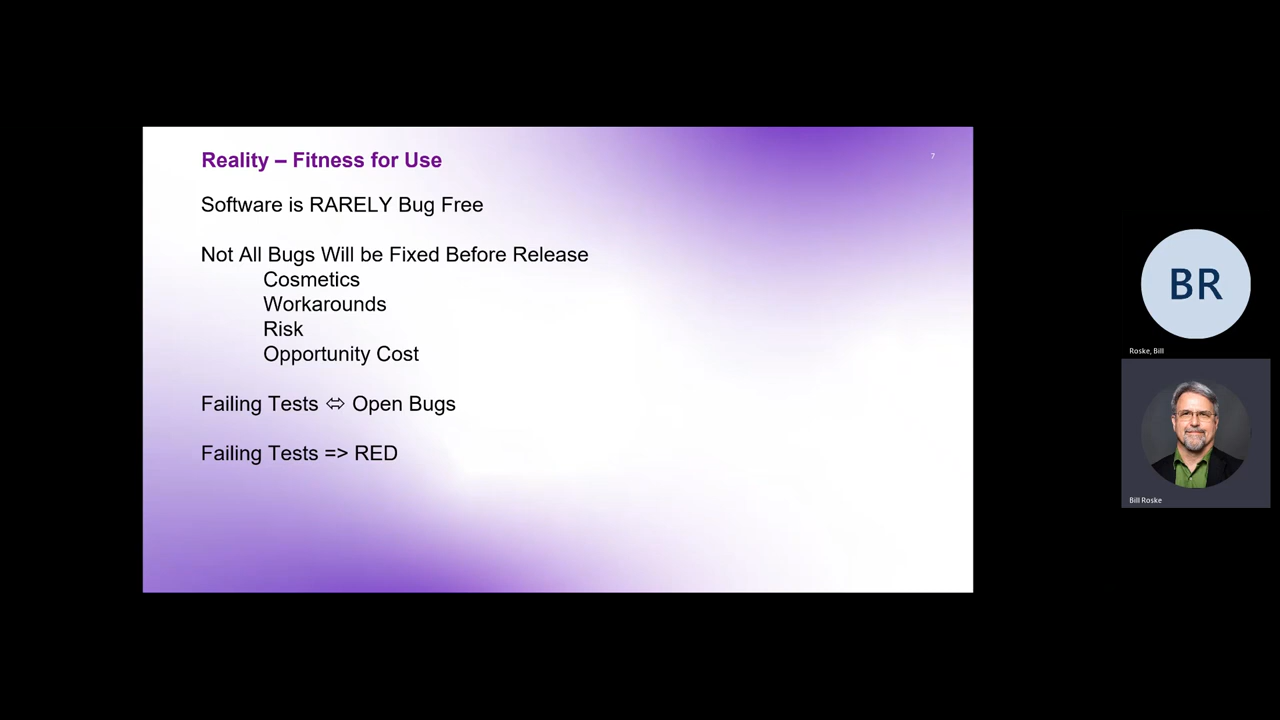 Reality – Fitness for Use
7
Software is RARELY Bug Free
Not All Bugs Will be Fixed Before Release
Cosmetics
Workarounds
Risk
Opportunity Cost
Failing Tests ⇔ Open Bugs
Failing Tests => RED
BR
Roske, Bill
Bill Roske